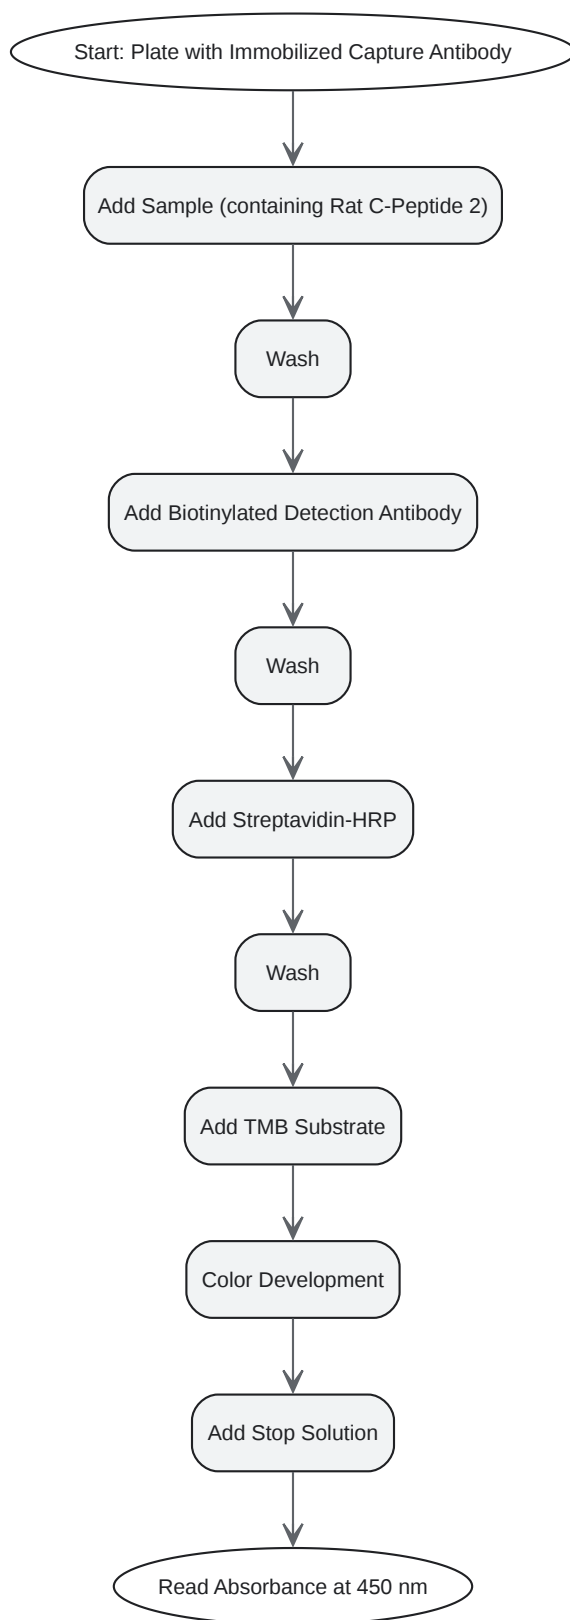 Start: Plate with Immobilized Capture Antibody
Add Sample (containing Rat C-Peptide 2)
Wash
Add Biotinylated Detection Antibody
Wash
Add Streptavidin-HRP
Wash
Add TMB Substrate
Color Development
Add Stop Solution
Read Absorbance at 450 nm